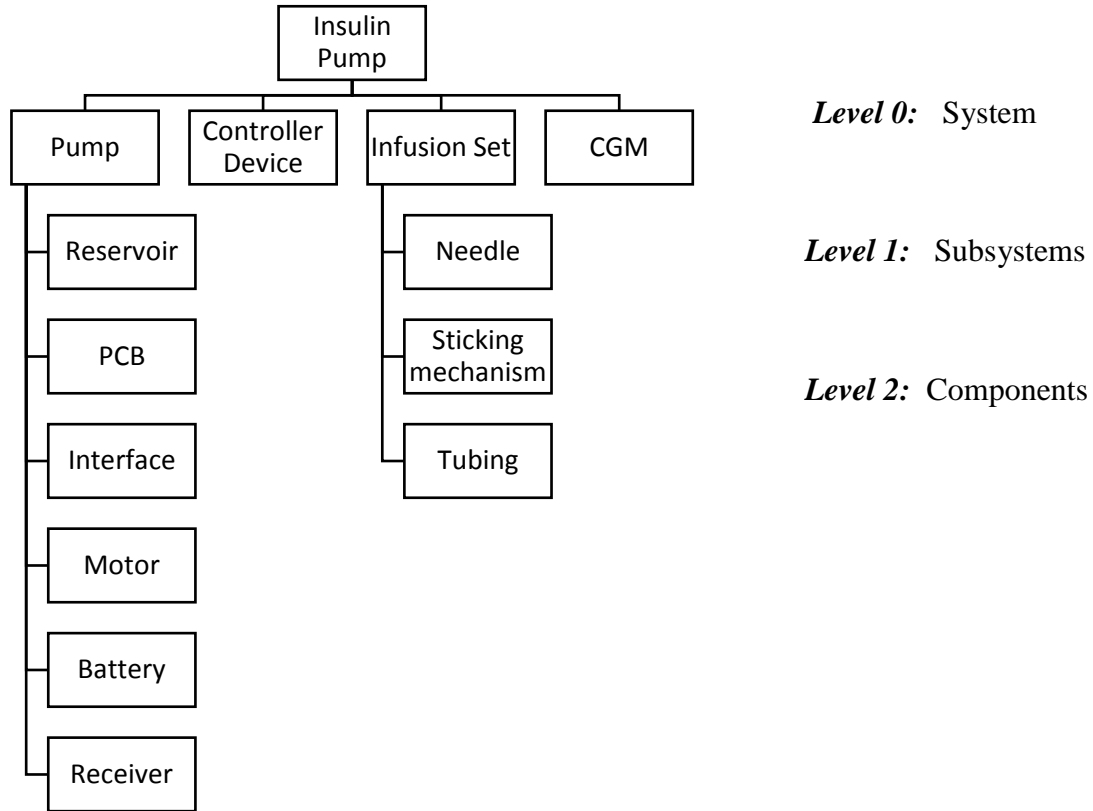 Insulin
Pump
Level 0: System
Pump
Controller
Device
Infusion Set
CGM
Reservoir
Needle
Level 1: Subsystems
PCB
Sticking
mechanism
Level 2: Components
Interface
Tubing
Motor
Battery
Receiver